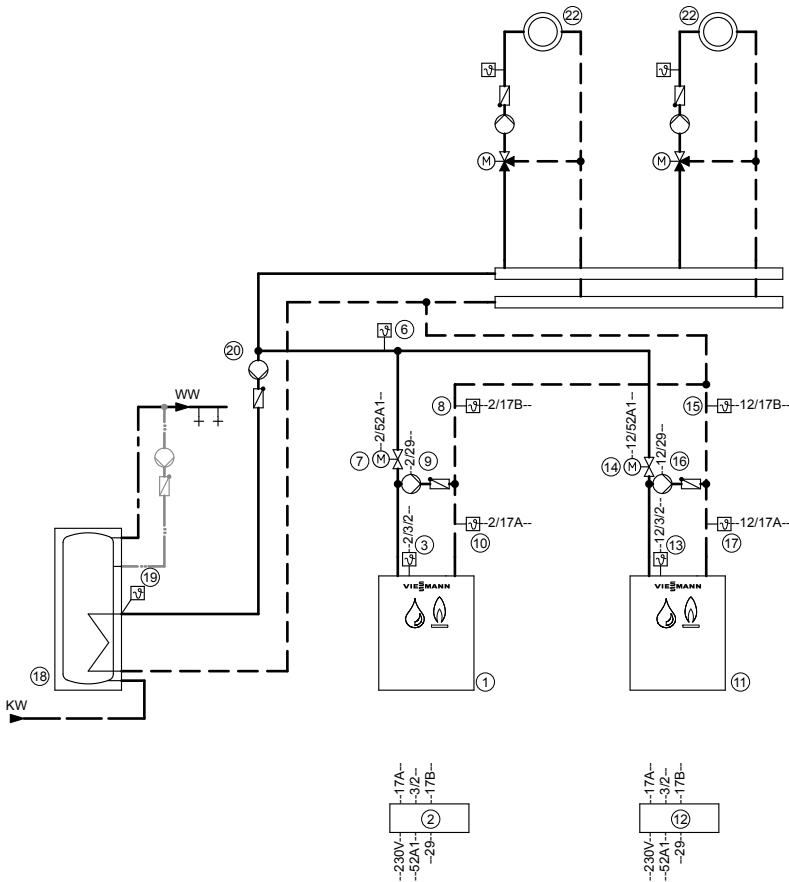 22
22
M
M
6
20
WW
--2/52A1--
8
--2/17B--
--12/52A1--
15
--12/17B--
7
M
--2/29--
9
14
M
--12/29--
16
--2/17A--
10
--12/17A--
17
--2/3/2--
3
--12/3/2--
13
19
VIESMANN
VIESMANN
18
1
11
KW
---17A--
---3/2--
--17B--
---17A--
---3/2--
--17B--
2
12
---230V--
---52A1--
--29--
---230V--
---52A1--
--29--